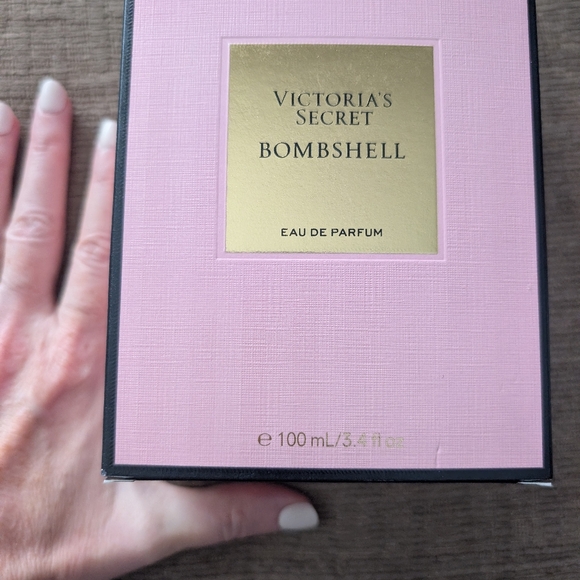 VICTORIA'S
SECRET
BOMBSHELL
EAU DE PARFUM
℮ 100 mL/3.4 fl oz